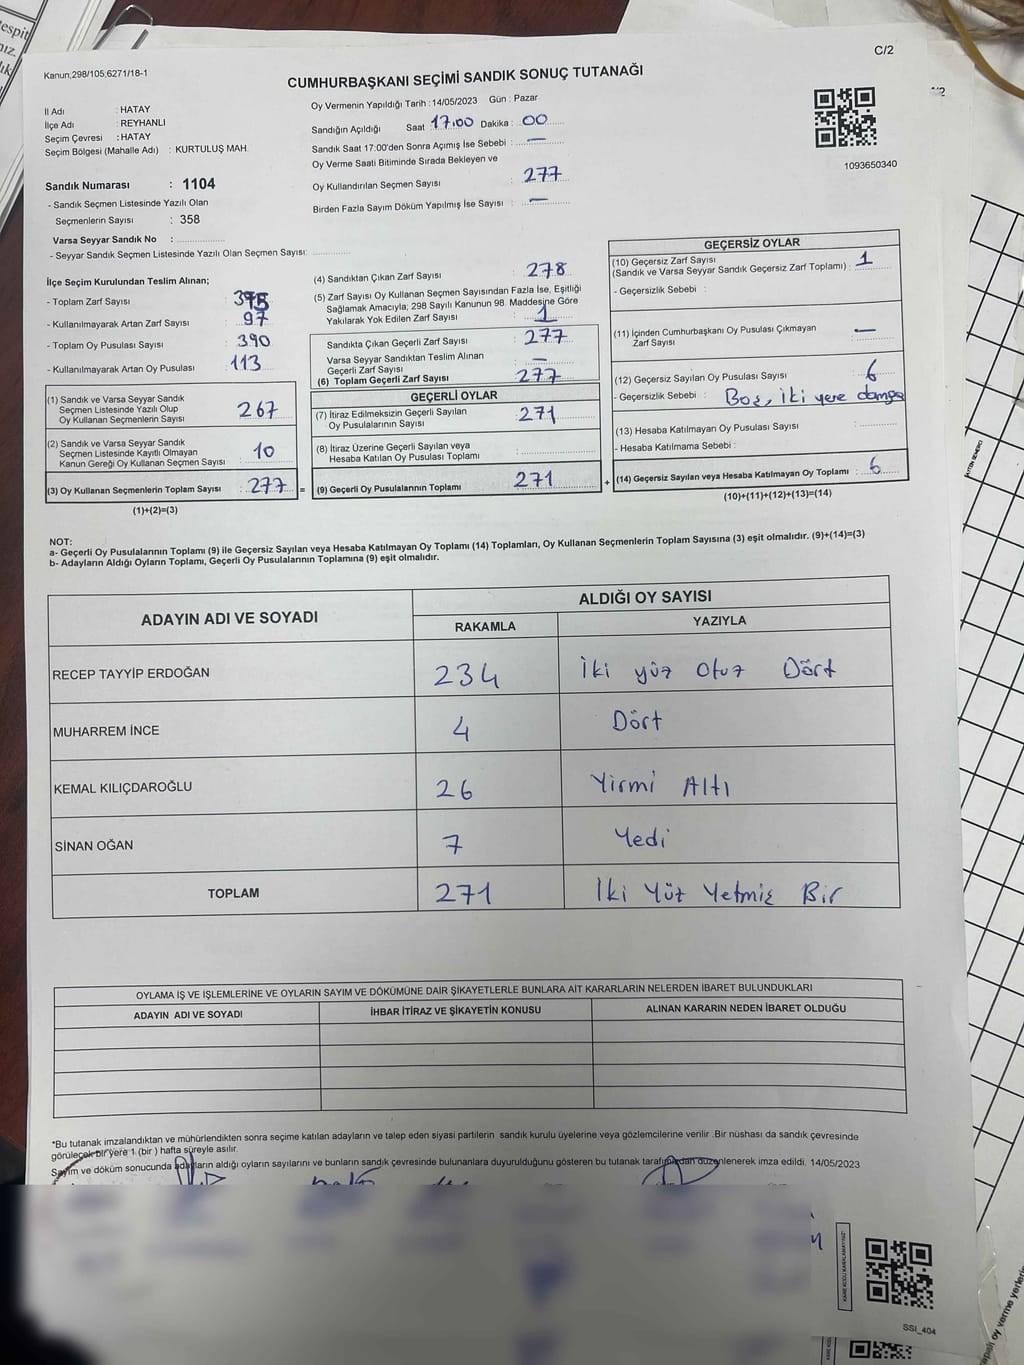 C/2
Kanun;298/105,6271/18-1
CUMHURBAŞKANI SEÇİMİ SANDIK SONUÇ TUTANAĞI
İl Adı : HATAY
İlçe Adı : REYHANLI
Seçim Çevresi : HATAY
Seçim Bölgesi (Mahalle Adı) : KURTULUŞ MAH.
Oy Vermenin Yapıldığı Tarih : 14/05/2023 Gün : Pazar
Sandığın Açıldığı Saat 17:00 Dakika : 00
Sandık Saat 17:00'den Sonra Açımış İse Sebebi : —
Oy Verme Saati Bitiminde Sırada Bekleyen ve
Oy Kullandırılan Seçmen Sayısı : 277
Birden Fazla Sayım Döküm Yapılmış İse Sayısı : —
1093650340
Sandık Numarası : 1104
- Sandık Seçmen Listesinde Yazılı Olan
Seçmenlerin Sayısı : 358
Varsa Seyyar Sandık No :
- Seyyar Sandık Seçmen Listesinde Yazılı Olan Seçmen Sayısı:
İlçe Seçim Kurulundan Teslim Alınan;
- Toplam Zarf Sayısı : 375
- Kullanılmayarak Artan Zarf Sayısı : 97
- Toplam Oy Pusulası Sayısı : 390
- Kullanılmayarak Artan Oy Pusulası : 113
(1) Sandık ve Varsa Seyyar Sandık
Seçmen Listesinde Yazılı Olup
Oy Kullanan Seçmenlerin Sayısı : 267
(2) Sandık ve Varsa Seyyar Sandık
Seçmen Listesinde Kayıtlı Olmayan
Kanun Gereği Oy Kullanan Seçmen Sayısı : 10
(3) Oy Kullanan Seçmenlerin Toplam Sayısı : 277 =
(1)+(2)=(3)
(4) Sandıktan Çıkan Zarf Sayısı : 278
(5) Zarf Sayısı Oy Kullanan Seçmen Sayısından Fazla İse, Eşitliği
Sağlamak Amacıyla; 298 Sayılı Kanunun 98. Maddesine Göre
Yakılarak Yok Edilen Zarf Sayısı : 1
Sandıkta Çıkan Geçerli Zarf Sayısı : 277
Varsa Seyyar Sandıktan Teslim Alınan
Geçerli Zarf Sayısı : —
(6) Toplam Geçerli Zarf Sayısı : 277
GEÇERLİ OYLAR
(7) İtiraz Edilmeksizin Geçerli Sayılan
Oy Pusulalarının Sayısı : 271
(8) İtiraz Üzerine Geçerli Sayılan veya
Hesaba Katılan Oy Pusulası Toplamı :
(9) Geçerli Oy Pusulalarının Toplamı : 271 +
GEÇERSİZ OYLAR
(10) Geçersiz Zarf Sayısı
(Sandık ve Varsa Seyyar Sandık Geçersiz Zarf Toplamı) : 1
- Geçersizlik Sebebi :
(11) İçinden Cumhurbaşkanı Oy Pusulası Çıkmayan
Zarf Sayısı : —
(12) Geçersiz Sayılan Oy Pusulası Sayısı : 6
- Geçersizlik Sebebi : Boş, iki yere damga
(13) Hesaba Katılmayan Oy Pusulası Sayısı :
- Hesaba Katılmama Sebebi :
(14) Geçersiz Sayılan veya Hesaba Katılmayan Oy Toplamı : 6
(10)+(11)+(12)+(13)=(14)
NOT:
a- Geçerli Oy Pusulalarının Toplamı (9) ile Geçersiz Sayılan veya Hesaba Katılmayan Oy Toplamı (14) Toplamları, Oy Kullanan Seçmenlerin Toplam Sayısına (3) eşit olmalıdır. (9)+(14)=(3)
b- Adayların Aldığı Oyların Toplamı, Geçerli Oy Pusulalarının Toplamına (9) eşit olmalıdır.
ADAYIN ADI VE SOYADI ALDIĞI OY SAYISI
RAKAMLA YAZIYLA
RECEP TAYYİP ERDOĞAN 234 İki yüz Otuz Dört
MUHARREM İNCE 4 Dört
KEMAL KILIÇDAROĞLU 26 Yirmi Altı
SİNAN OĞAN 7 Yedi
TOPLAM 271 İki Yüz Yetmiş Bir
OYLAMA İŞ VE İŞLEMLERİNE VE OYLARIN SAYIM VE DÖKÜMÜNE DAİR ŞİKAYETLERLE BUNLARA AİT KARARLARIN NELERDEN İBARET BULUNDUKLARI
ADAYIN ADI VE SOYADI İHBAR İTİRAZ VE ŞİKAYETİN KONUSU ALINAN KARARIN NEDEN İBARET OLDUĞU
*Bu tutanak imzalandıktan ve mühürlendikten sonra seçime katılan adayların ve talep eden siyasi partilerin sandık kurulu üyelerine veya gözlemcilerine verilir .Bir nüshası da sandık çevresinde
görülecek bir yere 1 (bir ) hafta süreyle asılır.
Sayım ve döküm sonucunda adayların aldığı oyların sayılarını ve bunların sandık çevresinde bulunanlara duyurulduğunu gösteren bu tutanak tarafımızdan düzenlenerek imza edildi. 14/05/2023
SSI_404